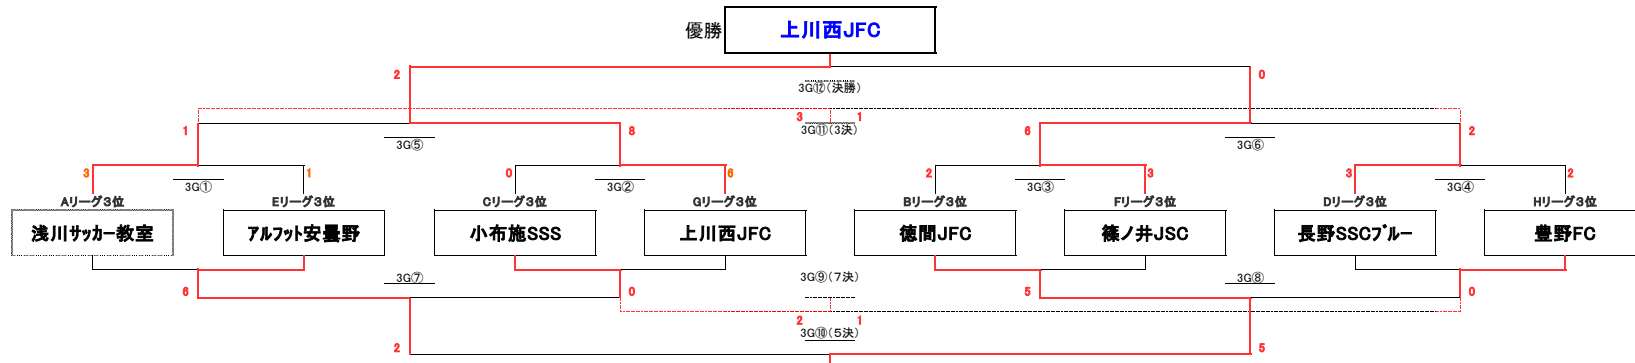 優勝 上川西JFC
2 0
3G⑫(決勝)
3 1
1 8 3G⑪(3決) 6 2
3G⑤ 3G⑥
3 1 0 6 2 3 3 2
3G① 3G② 3G③ 3G④
Aリーグ3位 Eリーグ3位 Cリーグ3位 Gリーグ3位 Bリーグ3位 Fリーグ3位 Dリーグ3位 Hリーグ3位
浅川サッカー教室 アルフット安曇野 小布施SSS 上川西JFC 徳間JFC 篠ノ井JSC 長野SSCブルー 豊野FC
3G⑦ 3G⑨(7決) 3G⑧
6 0 5 0
2 1
3G⑩(5決)
2 5